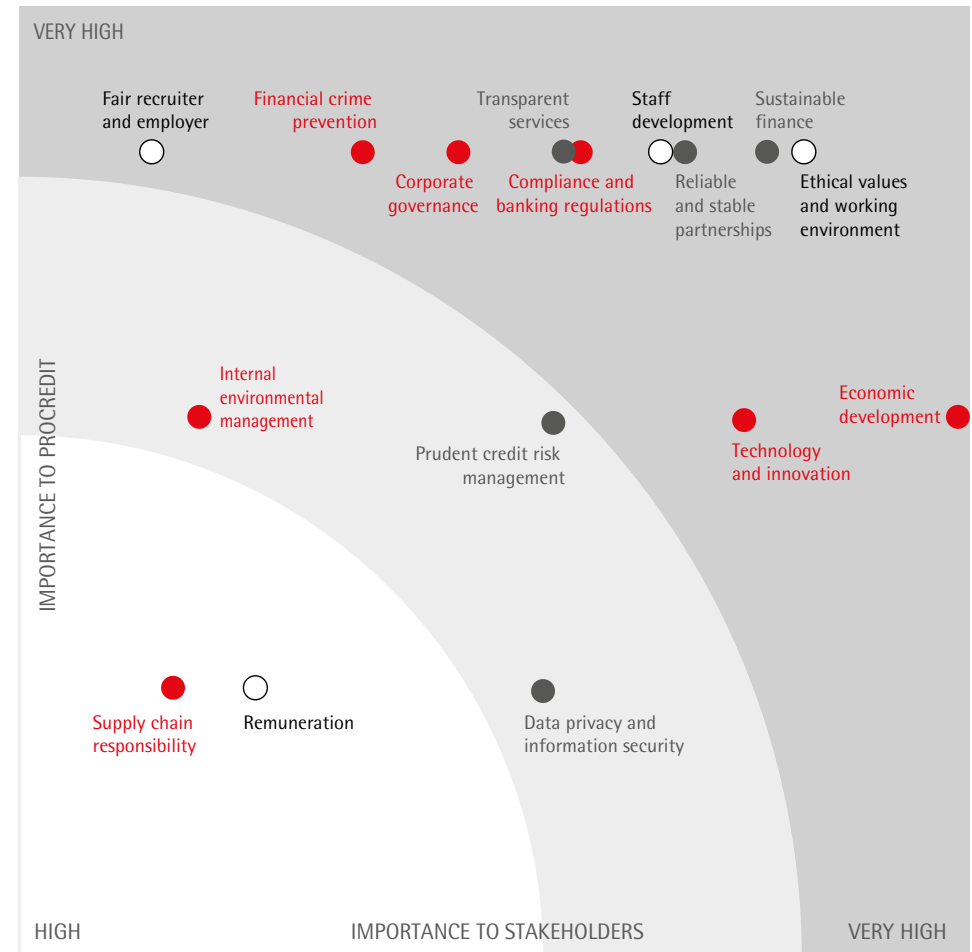 VERY HIGH
Fair recruiter
and employer
Financial crime
prevention
Transparent
services
Staff
development
Sustainable
finance
Corporate
governance
Compliance and
banking regulations
Reliable
and stable
partnerships
Ethical values
and working
environment
IMPORTANCE TO PROCREDIT
Internal
environmental
management
Prudent credit risk
management
Economic
development
Technology
and innovation
Supply chain
responsibility
Remuneration
Data privacy and
information security
HIGH
IMPORTANCE TO STAKEHOLDERS
VERY HIGH